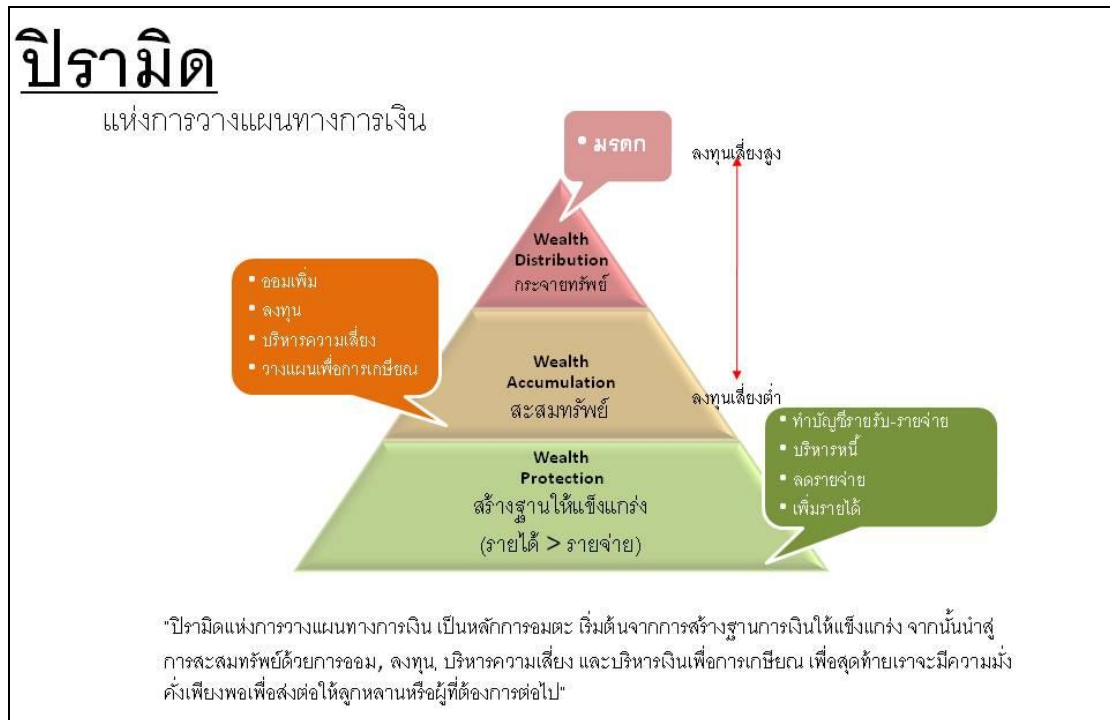 ปิรามิด
แห่งการวางแผนทางการเงิน
• มรดก
ลงทุนเสี่ยงสูง
Wealth
Distribution
กระจายทรัพย์
• ออมเพิ่ม
• ลงทุน
• บริหารความเสี่ยง
• วางแผนเพื่อการเกษียณ
Wealth
Accumulation
สะสมทรัพย์
ลงทุนเสี่ยงต่ำ
• ทำบัญชีรายรับ-รายจ่าย
• บริหารหนี้
• ลดรายจ่าย
• เพิ่มรายได้
Wealth
Protection
สร้างฐานให้แข็งแกร่ง
(รายได้ > รายจ่าย)
"ปิรามิดแห่งการวางแผนทางการเงิน เป็นหลักการอมตะ เริ่มต้นจากการสร้างฐานการเงินให้แข็งแกร่ง จากนั้นนำสู่
การสะสมทรัพย์ด้วยการออม, ลงทุน, บริหารความเสี่ยง และบริหารเงินเพื่อการเกษียณ เพื่อสุดท้ายเราจะมีความมั่ง
คั่งเพียงพอเพื่อส่งต่อให้ลูกหลานหรือผู้ที่ต้องการต่อไป"